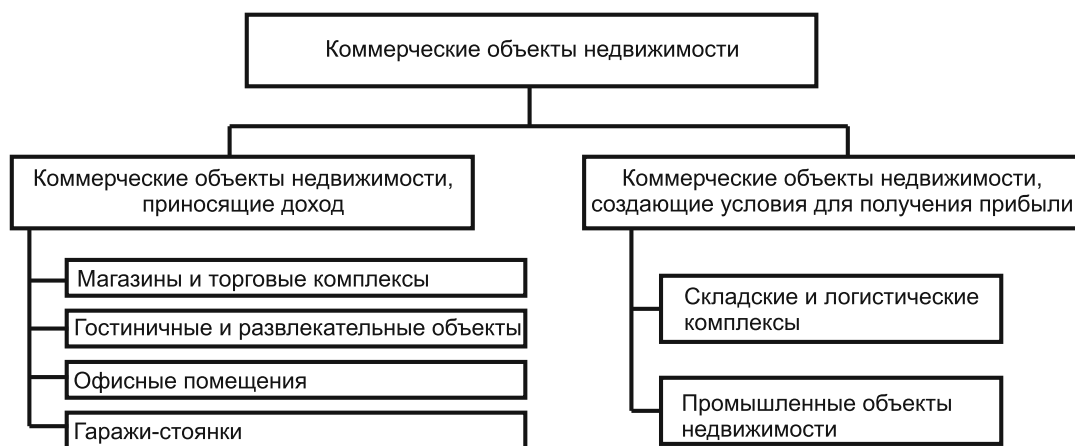 Коммерческие объекты недвижимости
Коммерческие объекты недвижимости,
приносящие доход
Магазины и торговые комплексы
Гостиничные и развлекательные объекты
Офисные помещения
Гаражи-стоянки
Коммерческие объекты недвижимости,
создающие условия для получения прибыли
Складские и логистические
комплексы
Промышленные объекты
недвижимости